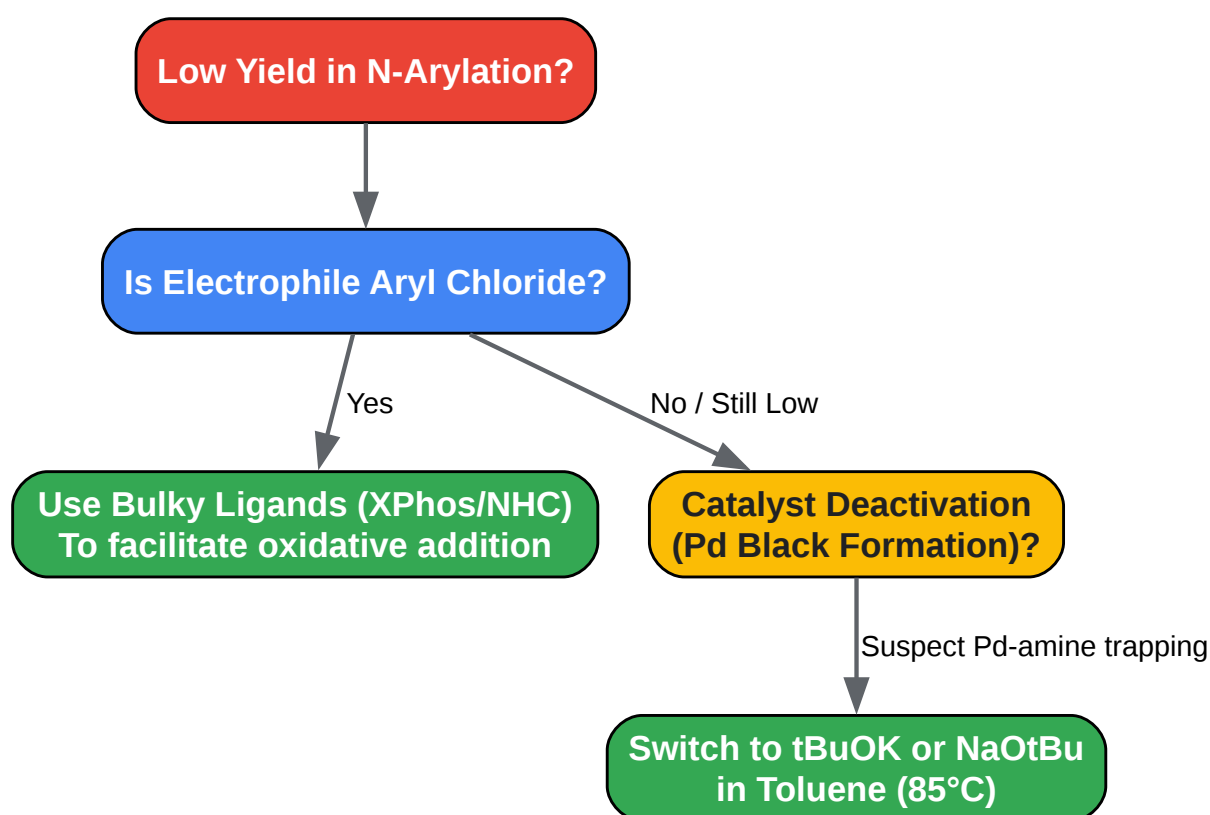 Low Yield in N-Arylation?
Is Electrophile Aryl Chloride?
Yes
No / Still Low
Use Bulky Ligands (XPhos/NHC)
To facilitate oxidative addition
Catalyst Deactivation
(Pd Black Formation)?
Suspect Pd-amine trapping
Switch to tBuOK or NaOtBu
in Toluene (85°C)